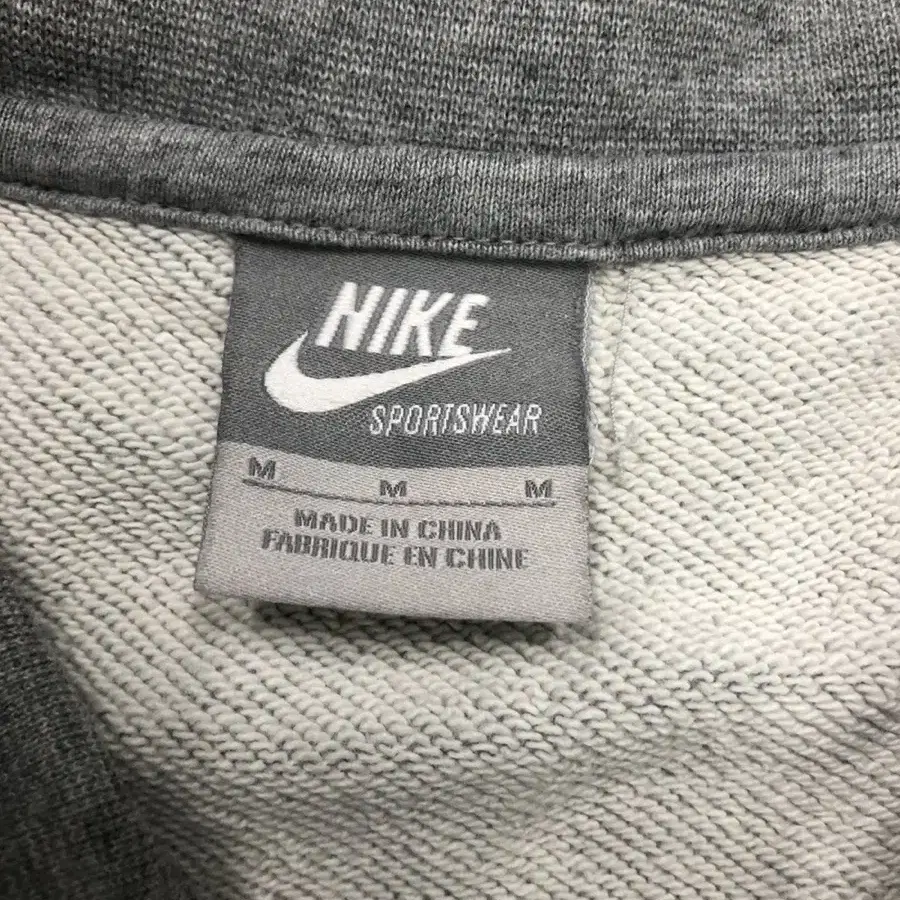 NIKE
SPORTSWEAR
M M M
MADE IN CHINA
FABRIQUE EN CHINE